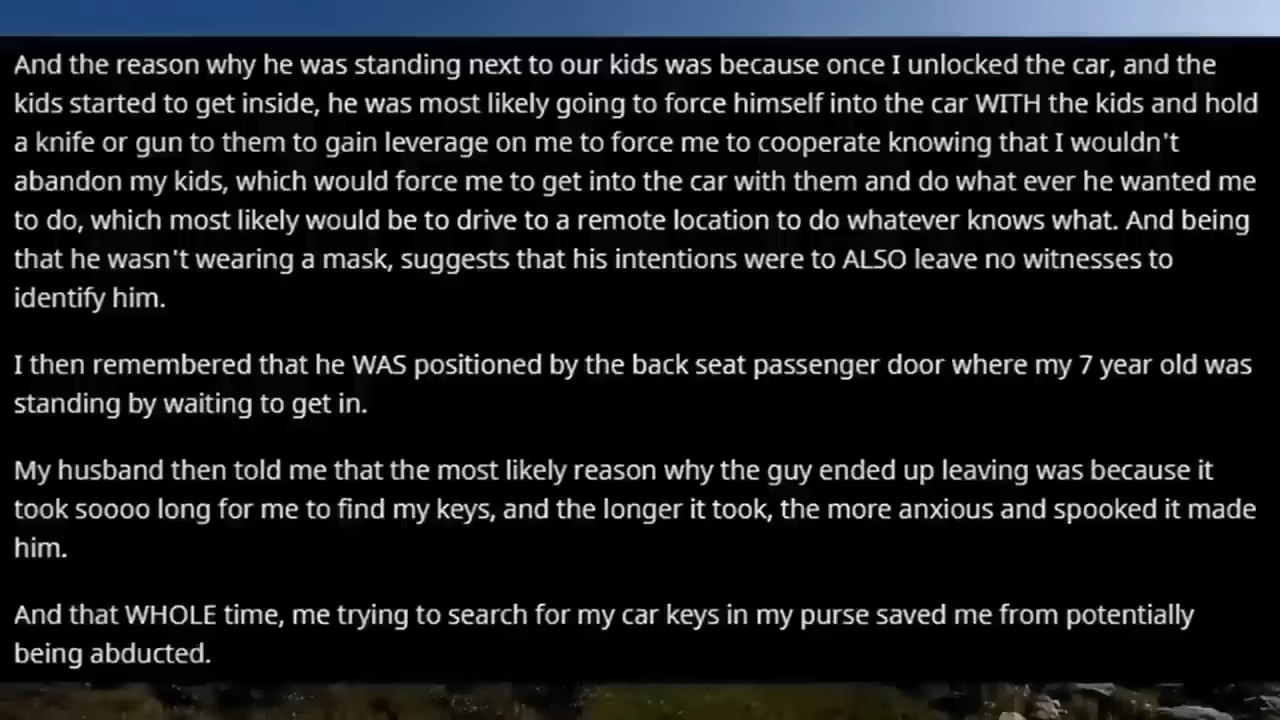 And the reason why he was standing next to our kids was because once I unlocked the car, and the
kids started to get inside, he was most likely going to force himself into the car WITH the kids and hold
a knife or gun to them to gain leverage on me to force me to cooperate knowing that I wouldn't
abandon my kids, which would force me to get into the car with them and do what ever he wanted me
to do, which most likely would be to drive to a remote location to do whatever knows what. And being
that he wasn't wearing a mask, suggests that his intentions were to ALSO leave no witnesses to
identify him.
I then remembered that he WAS positioned by the back seat passenger door where my 7 year old was
standing by waiting to get in.
My husband then told me that the most likely reason why the guy ended up leaving was because it
took soooo long for me to find my keys, and the longer it took, the more anxious and spooked it made
him.
And that WHOLE time, me trying to search for my car keys in my purse saved me from potentially
being abducted.